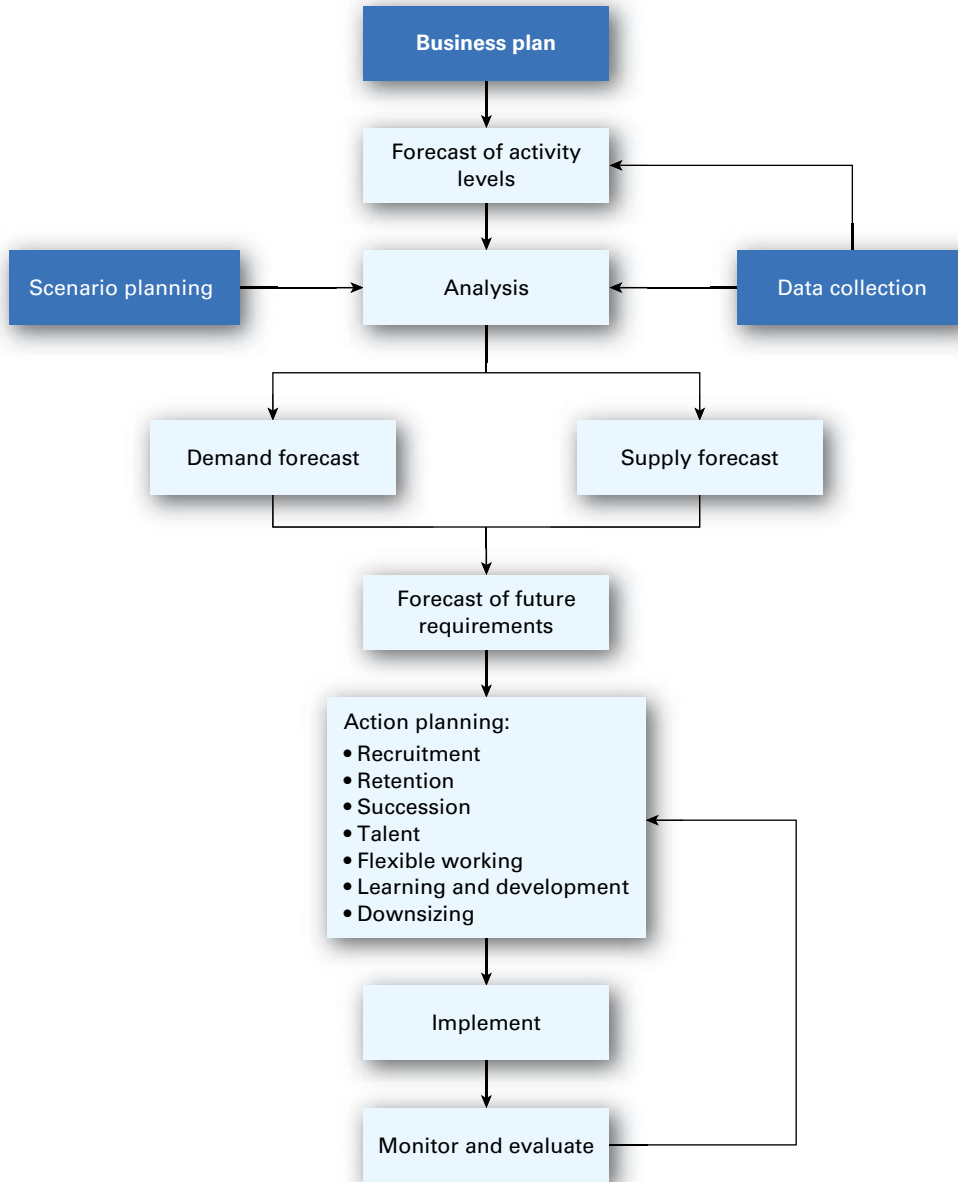 Business plan
Forecast of activity
levels
Scenario planning
Analysis
Data collection
Demand forecast
Supply forecast
Forecast of future
requirements
Action planning:
• Recruitment
• Retention
• Succession
• Talent
• Flexible working
• Learning and development
• Downsizing
Implement
Monitor and evaluate